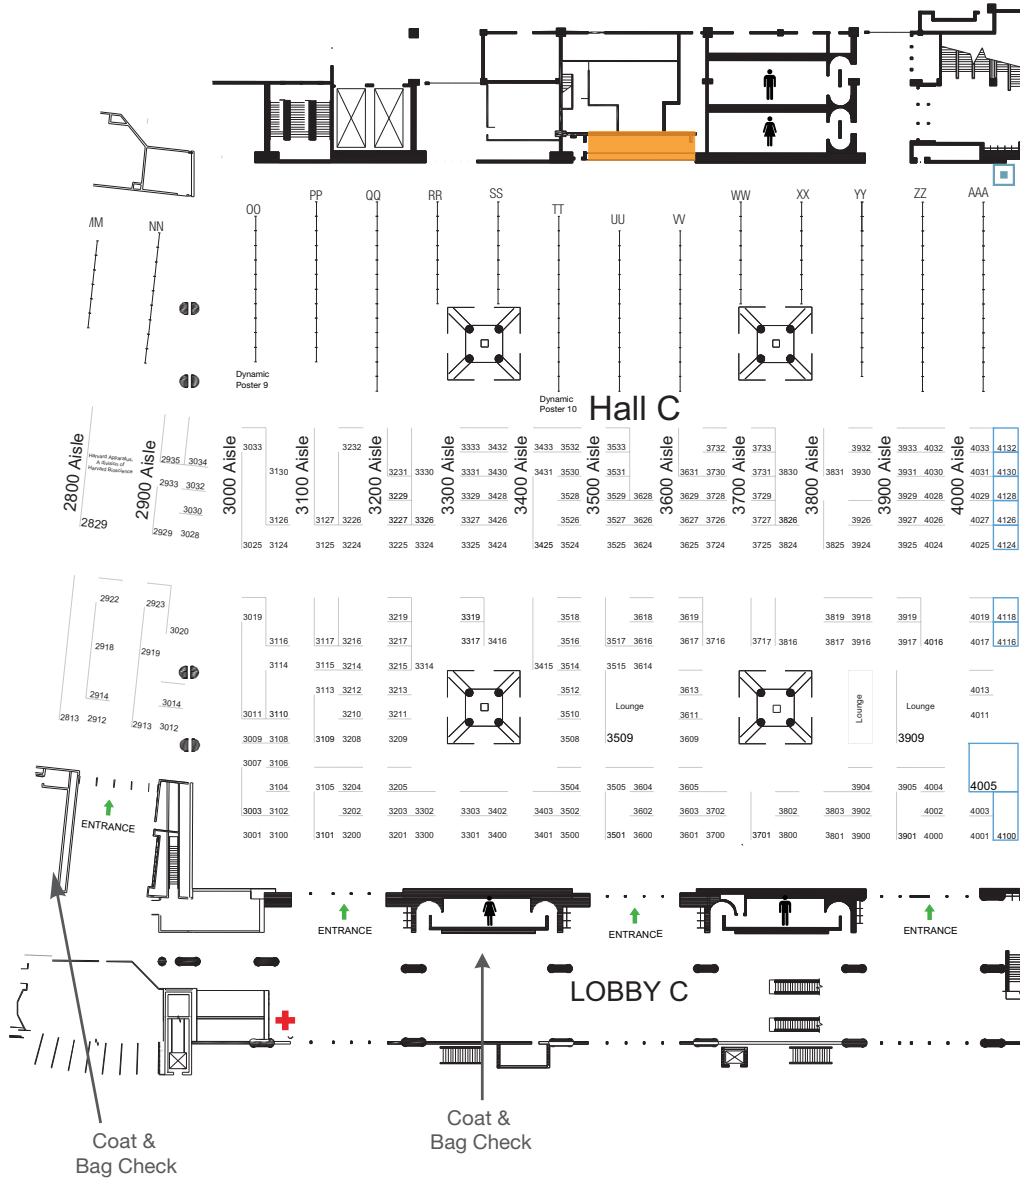 OO
PP
QQ
RR
SS
TT
UU
VV
WW
XX
YY
ZZ
AAA
NN
Dynamic
Poster 9
Dynamic
Poster 10
Hall C
2800 Aisle
2900 Aisle
3000 Aisle
3100 Aisle
3200 Aisle
3300 Aisle
3400 Aisle
3500 Aisle
3600 Aisle
3700 Aisle
3800 Aisle
3900 Aisle
4000 Aisle
Harvard Apparatus,
A Division of
Harvard Bioscience
3033 3232 3333 3432 3433 3532 3533 3732 3733 3932 3933 4032 4033 4132
2935 3034 3130 3231 3330 3331 3430 3431 3530 3531 3631 3730 3731 3830 3831 3930 3931 4030 4031 4130
2933 3032 3229 3329 3428 3528 3529 3628 3629 3728 3729 3929 4028 4029 4128
3030
2829 3126 3127 3226 3227 3326 3327 3426 3526 3527 3626 3627 3726 3727 3826 3926 3927 4026 4027 4126
2929 3028 3025 3124 3125 3224 3225 3324 3325 3424 3425 3524 3525 3624 3625 3724 3725 3824 3825 3924 3925 4024 4025 4124
2922 2923 3019 3219 3319 3518 3618 3619 3819 3918 3919 4019 4118
3020
2918 2919 3116 3117 3216 3217 3317 3416 3516 3517 3616 3617 3716 3717 3816 3817 3916 3917 4016 4017 4116
3114 3115 3214 3215 3314 3415 3514 3515 3614
2914 3014 3113 3212 3213 3512 3613 4013
Lounge
Lounge
Lounge
2813 2912 2913 3012 3011 3110 3210 3211 3510 3611 4011
3009 3108 3109 3208 3209 3508 3509 3609 3909
3007 3106
3104 3105 3204 3205 3504 3505 3604 3605 3904 3905 4004 4005
3003 3102 3202 3203 3302 3303 3402 3403 3502 3602 3603 3702 3802 3803 3902 4002 4003
3001 3100 3101 3200 3201 3300 3301 3400 3401 3500 3501 3600 3601 3700 3701 3800 3801 3900 3901 4000 4001 4100
ENTRANCE
ENTRANCE
ENTRANCE
ENTRANCE
LOBBY C
Coat &
Bag Check
Coat &
Bag Check